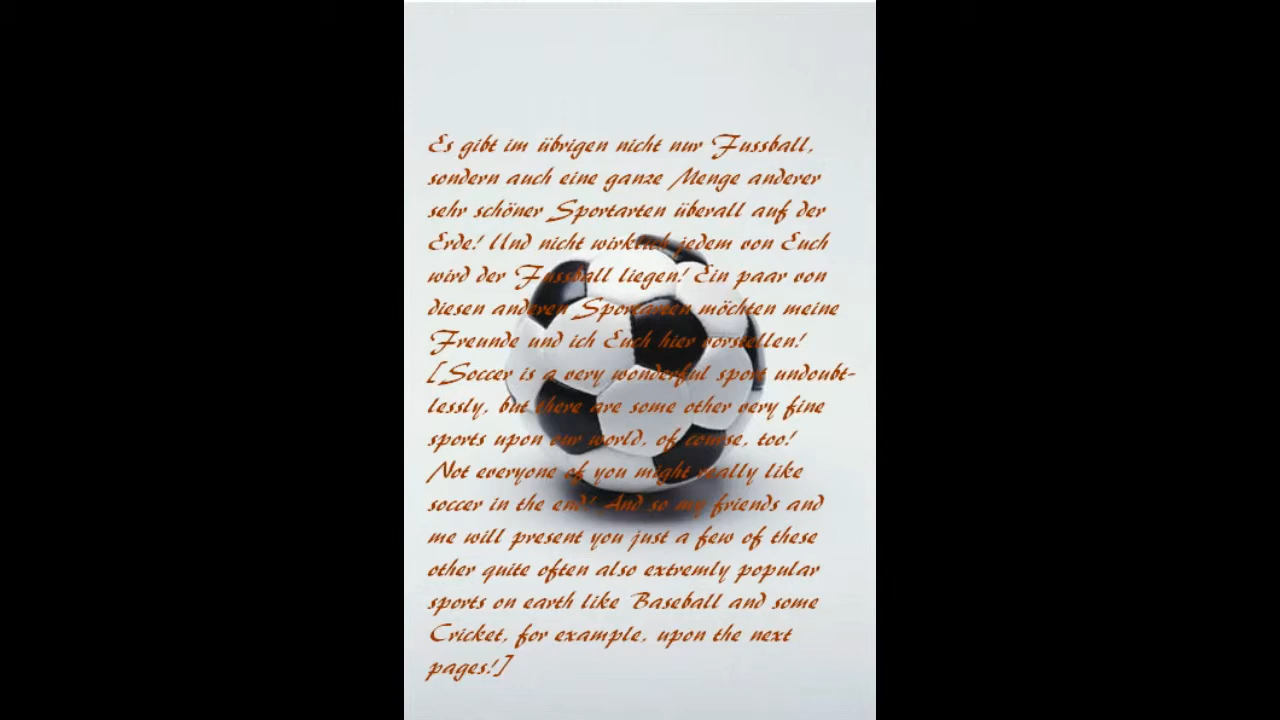 Es gibt im übrigen nicht nur Fussball,
sondern auch eine ganze Menge anderer
sehr schöner Sportarten überall auf der
Erde! Und nicht wirklich jedem von Euch
wird der Fussball liegen! Ein paar von
diesen anderen Sportarten möchten meine
Freunde und ich Euch hier vorstellen!
[Soccer is a very wonderful sport undoubt-
lessly, but there are some other very fine
sports upon our world, of course, too!
Not everyone of you might really like
soccer in the end! And so my friends and
me will present you just a few of these
other quite often also extremly popular
sports on earth like Baseball and some
Cricket, for example, upon the next
pages!]